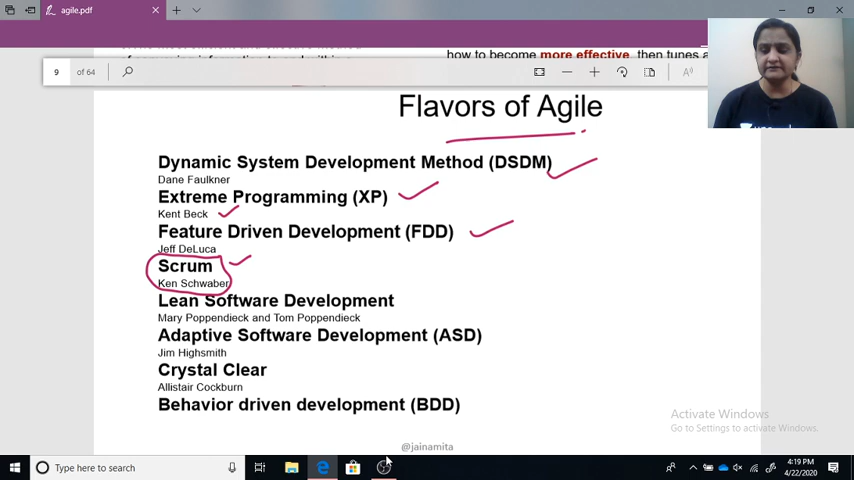 agile.pdf
how to become more effective, then tunes a
9 of 64
Flavors of Agile
Dynamic System Development Method (DSDM)
Dane Faulkner
Extreme Programming (XP)
Kent Beck
Feature Driven Development (FDD)
Jeff DeLuca
Scrum
Ken Schwaber
Lean Software Development
Mary Poppendieck and Tom Poppendieck
Adaptive Software Development (ASD)
Jim Highsmith
Crystal Clear
Allistair Cockburn
Behavior driven development (BDD)
Activate Windows
Go to Settings to activate Windows.
@jainamita
Type here to search
4:19 PM
4/22/2020